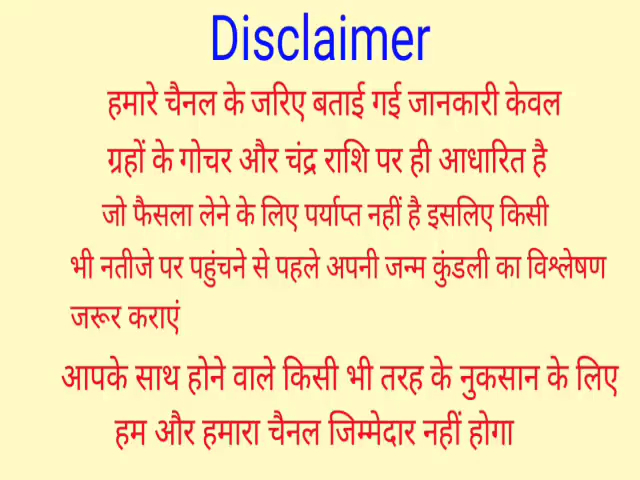 Disclaimer
हमारे चैनल के जरिए बताई गई जानकारी केवल
ग्रहों के गोचर और चंद्र राशि पर ही आधारित है
जो फैसला लेने के लिए पर्याप्त नहीं है इसलिए किसी
भी नतीजे पर पहुंचने से पहले अपनी जन्म कुंडली का विश्लेषण
जरूर कराएं
आपके साथ होने वाले किसी भी तरह के नुकसान के लिए
हम और हमारा चैनल जिम्मेदार नहीं होगा